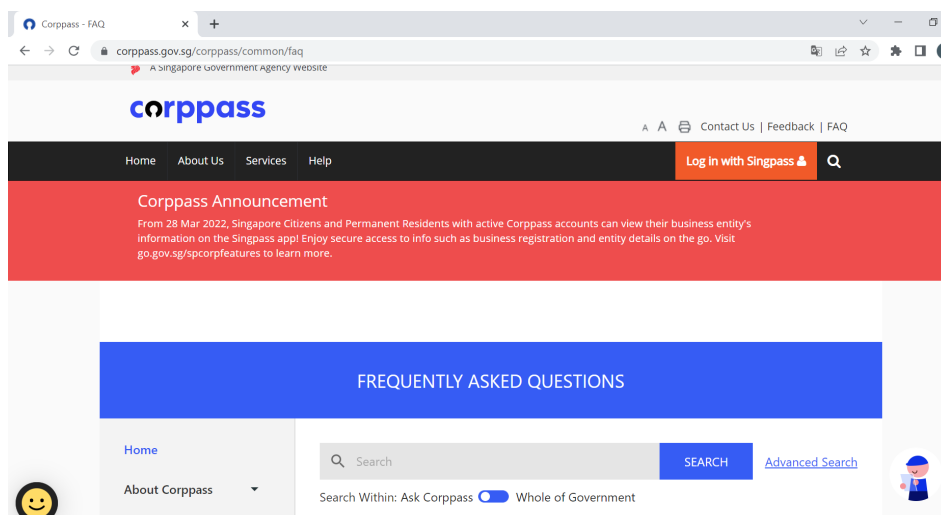 Corppass - FAQ
corppass.gov.sg/corppass/common/faq
A Singapore Government Agency Website
corppass
A A Contact Us | Feedback | FAQ
Home About Us Services Help Log in with Singpass
Corppass Announcement
From 28 Mar 2022, Singapore Citizens and Permanent Residents with active Corppass accounts can view their business entity's
information on the Singpass app! Enjoy secure access to info such as business registration and entity details on the go. Visit
go.gov.sg/spcorpfeatures to learn more.
FREQUENTLY ASKED QUESTIONS
Home
Search SEARCH Advanced Search
About Corppass
Search Within: Ask Corppass Whole of Government